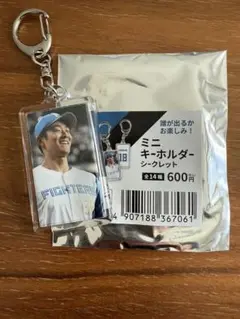 誰が出るか
お楽しみ！
18
ミニ
キーホルダー
シークレット
全14種 600円
4 907188 367061
FIGHTERS